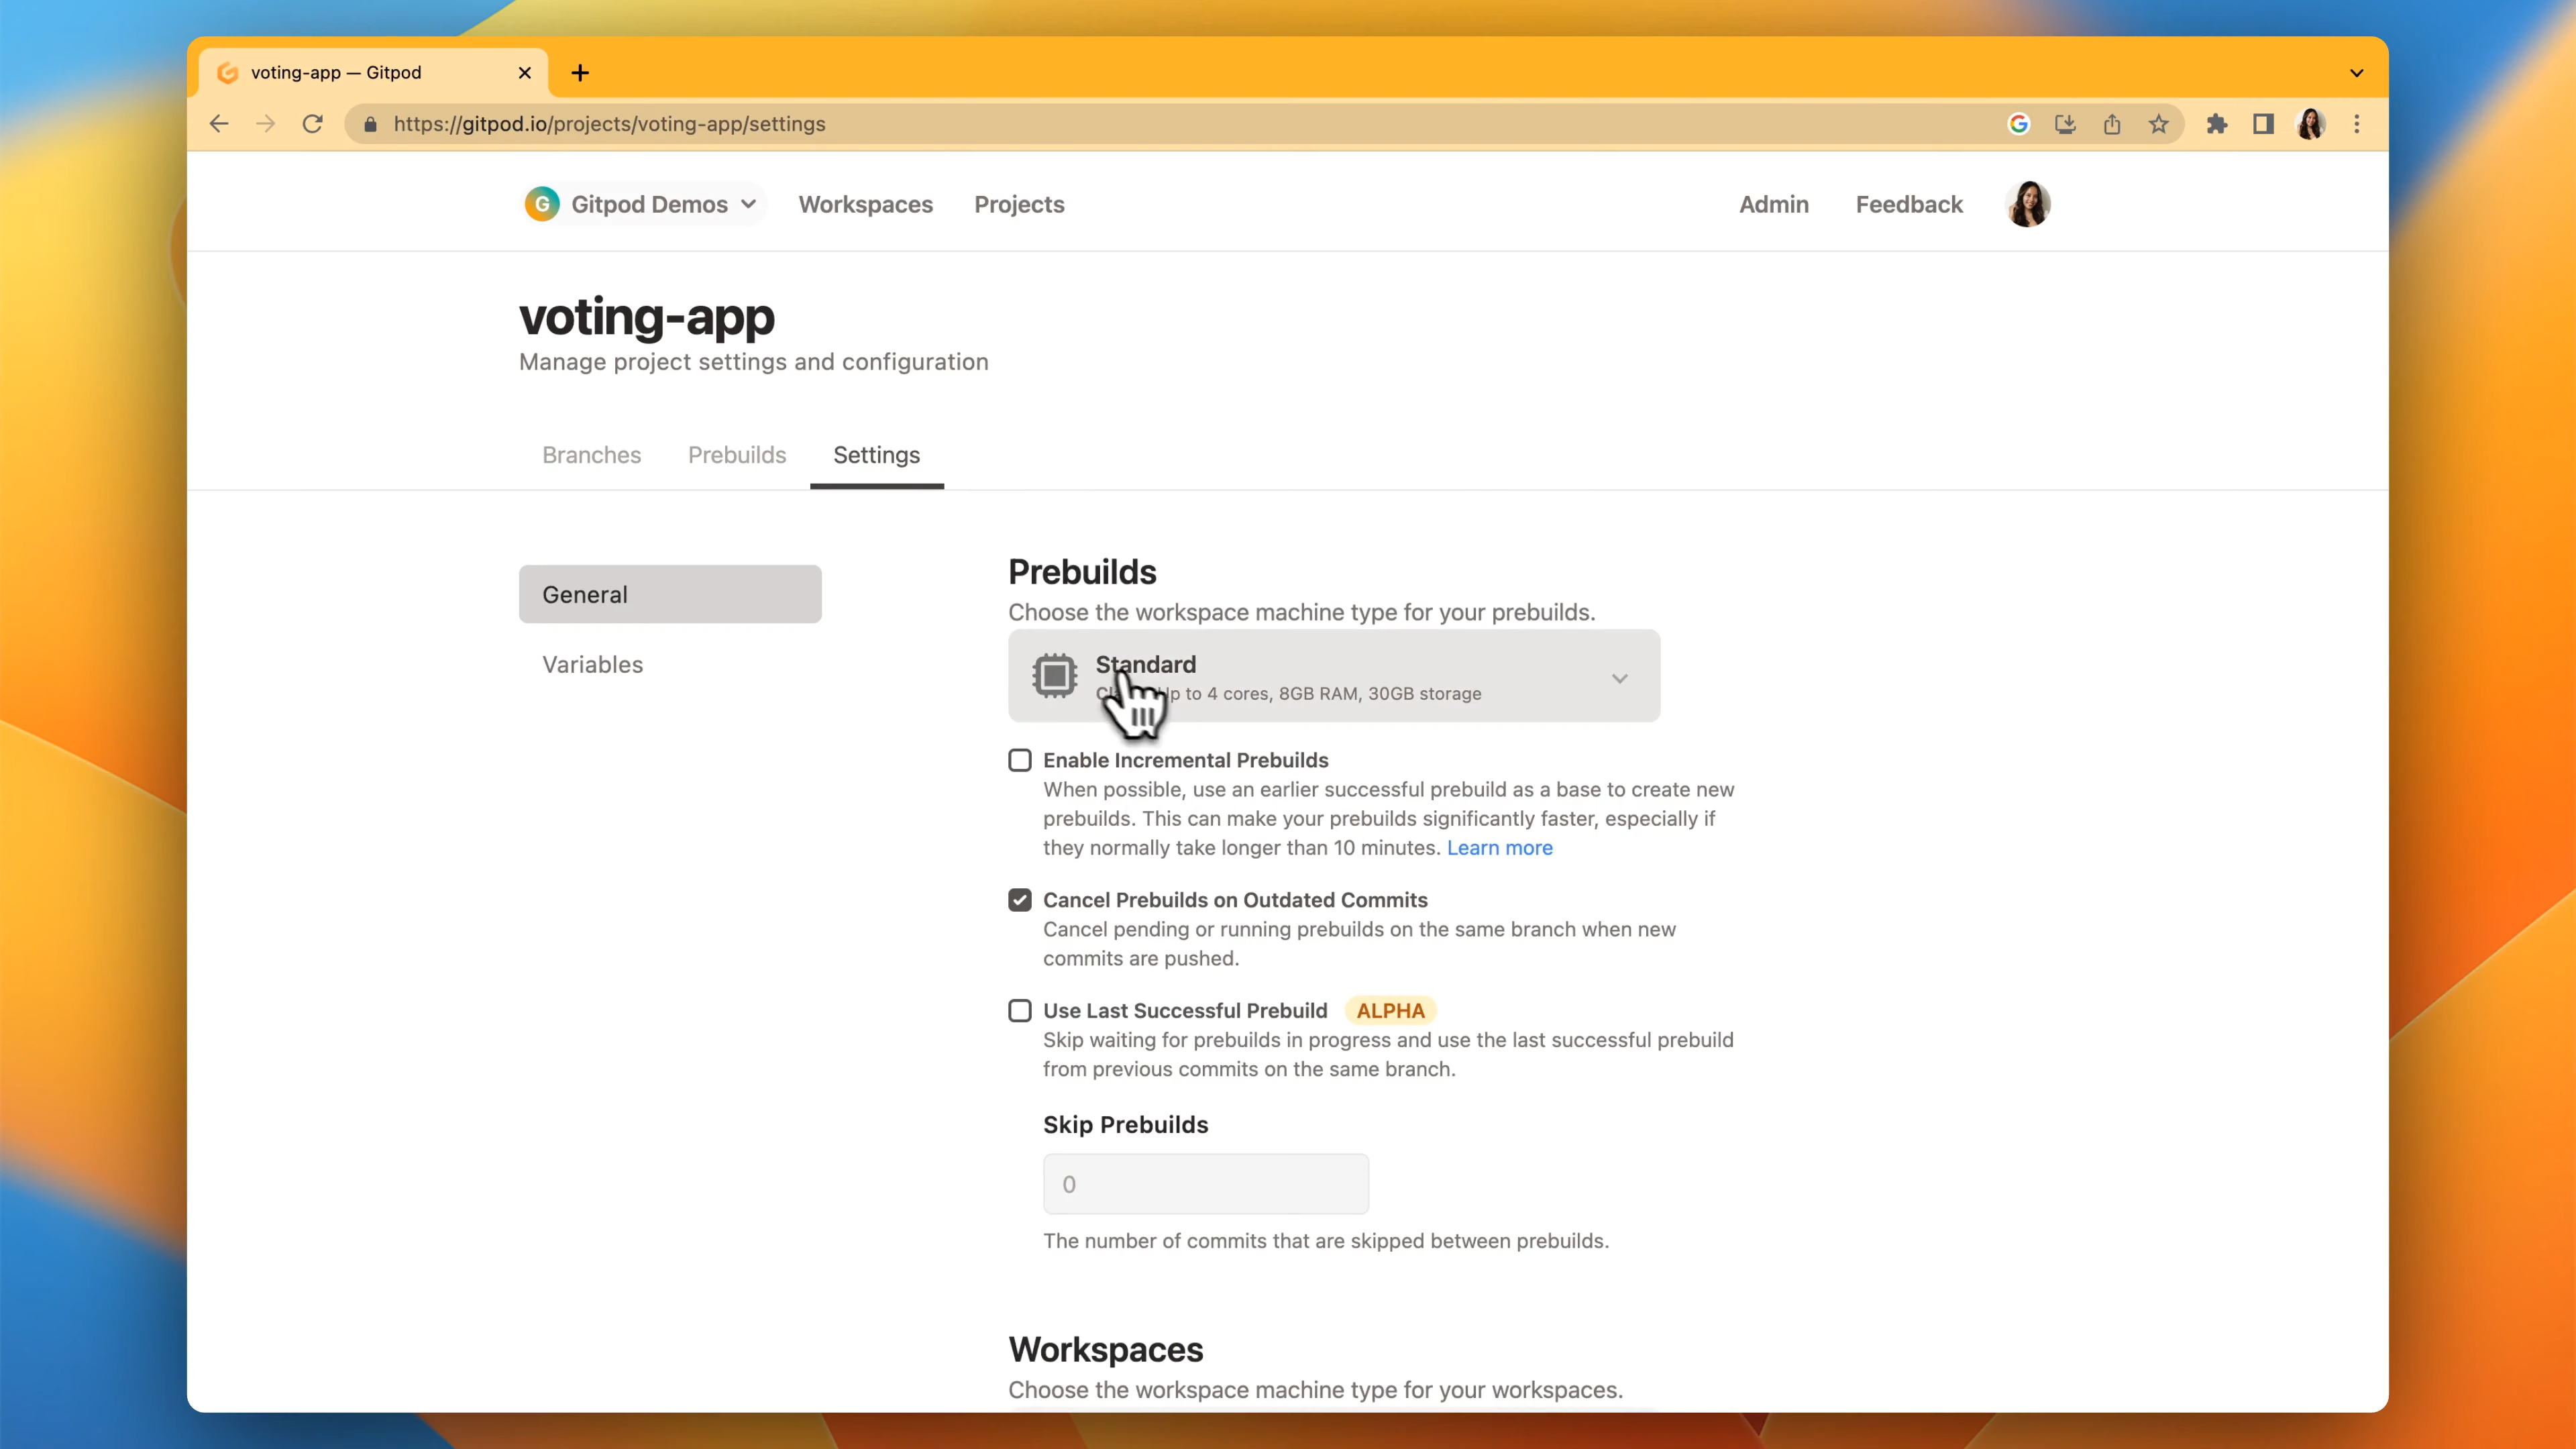 voting-app — Gitpod
https://gitpod.io/projects/voting-app/settings
G Gitpod Demos
Workspaces
Projects
Admin
Feedback
voting-app
Manage project settings and configuration
Branches
Prebuilds
Settings
General
Variables
Prebuilds
Choose the workspace machine type for your prebuilds.
Standard
to 4 cores, 8GB RAM, 30GB storage
Enable Incremental Prebuilds
When possible, use an earlier successful prebuild as a base to create new
prebuilds. This can make your prebuilds significantly faster, especially if
they normally take longer than 10 minutes. Learn more
Cancel Prebuilds on Outdated Commits
Cancel pending or running prebuilds on the same branch when new
commits are pushed.
Use Last Successful Prebuild ALPHA
Skip waiting for prebuilds in progress and use the last successful prebuild
from previous commits on the same branch.
Skip Prebuilds
0
The number of commits that are skipped between prebuilds.
Workspaces
Choose the workspace machine type for your workspaces.